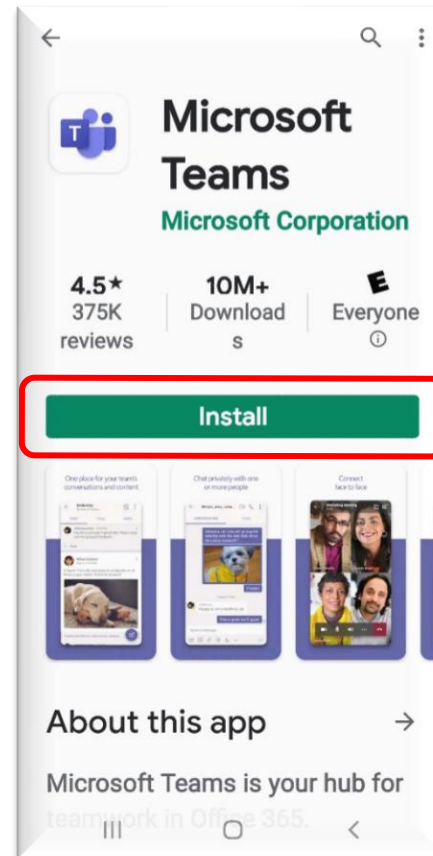 Microsoft
Teams
Microsoft Corporation
4.5★
375K
reviews
10M+
Download
s
E
Everyone
Install
One place for your team's
conversations and content
Chat privately with one
or more people
Connect
face to face
About this app
Microsoft Teams is your hub for
teamwork in Office 365.